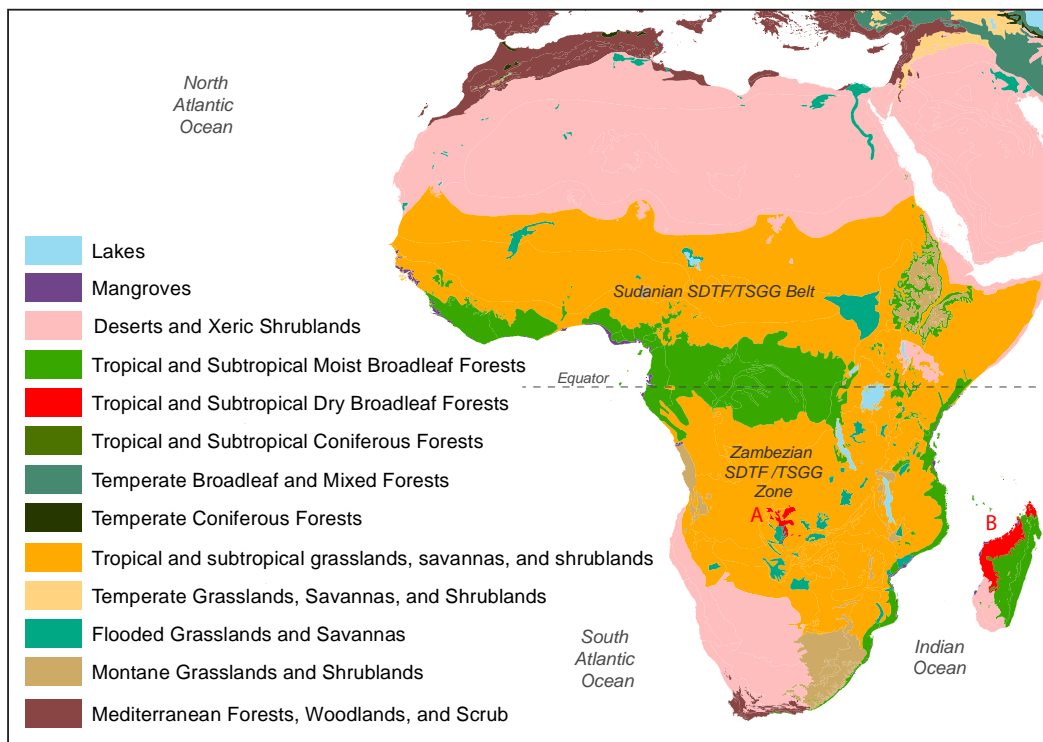 North
Atlantic
Ocean
Lakes
Mangroves
Deserts and Xeric Shrublands
Tropical and Subtropical Moist Broadleaf Forests
Tropical and Subtropical Dry Broadleaf Forests
Tropical and Subtropical Coniferous Forests
Temperate Broadleaf and Mixed Forests
Temperate Coniferous Forests
Tropical and subtropical grasslands, savannas, and shrublands
Temperate Grasslands, Savannas, and Shrublands
Flooded Grasslands and Savannas
Montane Grasslands and Shrublands
Mediterranean Forests, Woodlands, and Scrub
Sudanian SDTF/TSGG Belt
Equator
Zambezian
SDTF /TSGG
Zone
A
B
South
Atlantic
Ocean
Indian
Ocean